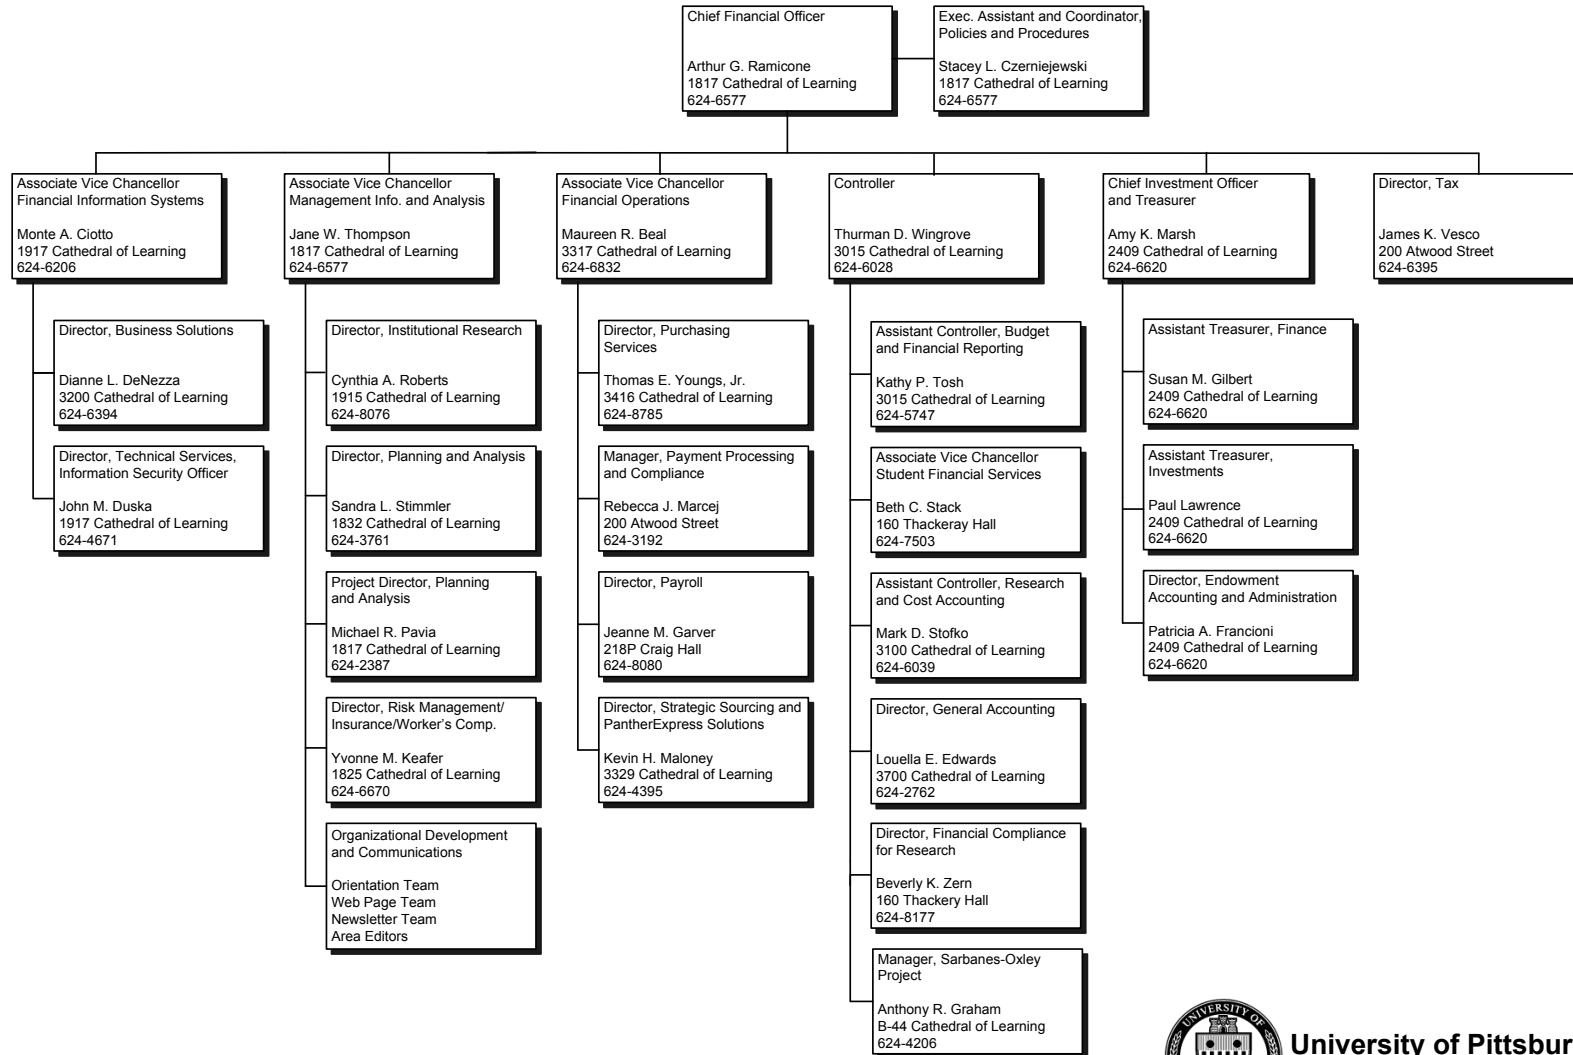 Chief Financial Officer
Arthur G. Ramicone
1817 Cathedral of Learning
624-6577
Exec. Assistant and Coordinator,
Policies and Procedures
Stacey L. Czerniejewski
1817 Cathedral of Learning
624-6577
Associate Vice Chancellor
Financial Information Systems
Monte A. Ciotto
1917 Cathedral of Learning
624-6206
Associate Vice Chancellor
Management Info. and Analysis
Jane W. Thompson
1817 Cathedral of Learning
624-6577
Associate Vice Chancellor
Financial Operations
Maureen R. Beal
3317 Cathedral of Learning
624-6832
Controller
Thurman D. Wingrove
3015 Cathedral of Learning
624-6028
Chief Investment Officer
and Treasurer
Amy K. Marsh
2409 Cathedral of Learning
624-6620
Director, Tax
James K. Vesco
200 Atwood Street
624-6395
Director, Business Solutions
Dianne L. DeNezza
3200 Cathedral of Learning
624-6394
Director, Technical Services,
Information Security Officer
John M. Duska
1917 Cathedral of Learning
624-4671
Director, Institutional Research
Cynthia A. Roberts
1915 Cathedral of Learning
624-8076
Director, Planning and Analysis
Sandra L. Stimmler
1832 Cathedral of Learning
624-3761
Project Director, Planning
and Analysis
Michael R. Pavia
1817 Cathedral of Learning
624-2387
Director, Risk Management/
Insurance/Worker's Comp.
Yvonne M. Keafer
1825 Cathedral of Learning
624-6670
Organizational Development
and Communications
Orientation Team
Web Page Team
Newsletter Team
Area Editors
Director, Purchasing
Services
Thomas E. Youngs, Jr.
3416 Cathedral of Learning
624-8785
Manager, Payment Processing
and Compliance
Rebecca J. Marcej
200 Atwood Street
624-3192
Director, Payroll
Jeanne M. Garver
218P Craig Hall
624-8080
Director, Strategic Sourcing and
PantherExpress Solutions
Kevin H. Maloney
3329 Cathedral of Learning
624-4395
Assistant Controller, Budget
and Financial Reporting
Kathy P. Tosh
3015 Cathedral of Learning
624-5747
Associate Vice Chancellor
Student Financial Services
Beth C. Stack
160 Thackeray Hall
624-7503
Assistant Controller, Research
and Cost Accounting
Mark D. Stofko
3100 Cathedral of Learning
624-6039
Director, General Accounting
Louella E. Edwards
3700 Cathedral of Learning
624-2762
Director, Financial Compliance
for Research
Beverly K. Zern
160 Thackery Hall
624-8177
Manager, Sarbanes-Oxley
Project
Anthony R. Graham
B-44 Cathedral of Learning
624-4206
Assistant Treasurer, Finance
Susan M. Gilbert
2409 Cathedral of Learning
624-6620
Assistant Treasurer,
Investments
Paul Lawrence
2409 Cathedral of Learning
624-6620
Director, Endowment
Accounting and Administration
Patricia A. Francioni
2409 Cathedral of Learning
624-6620
UNIVERSITY OF
University of Pittsbur